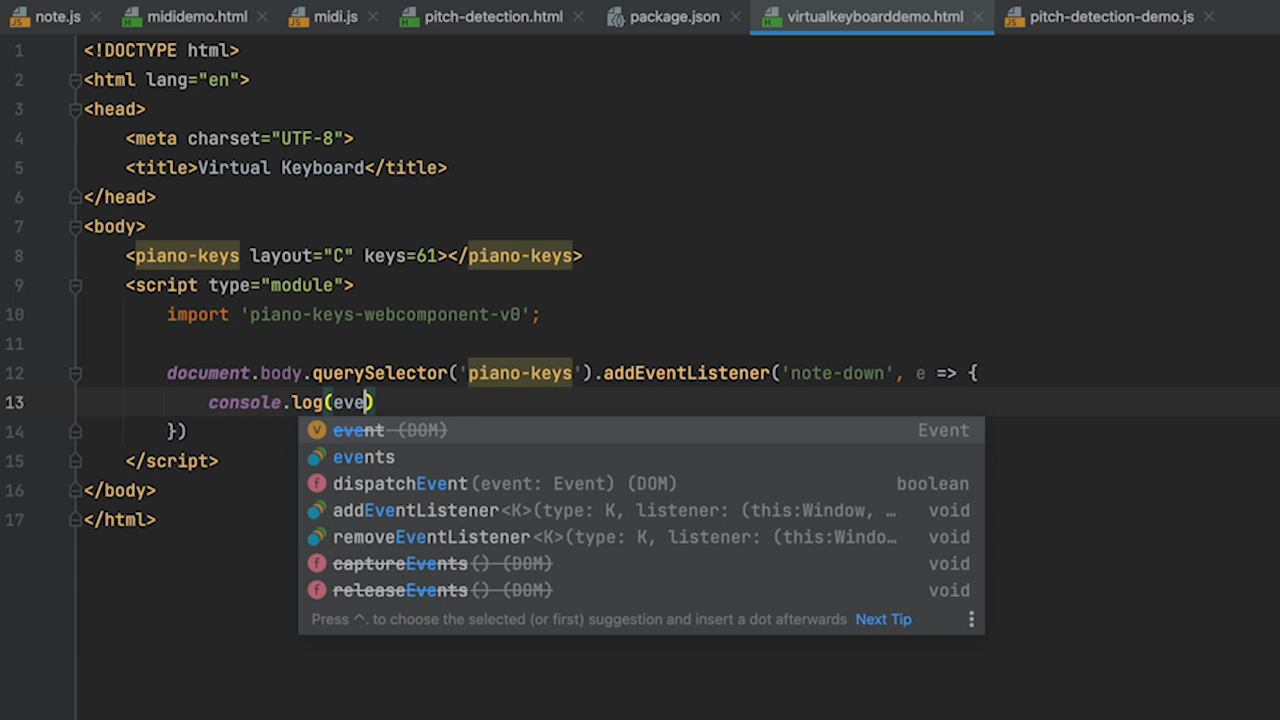 note.js mididemo.html midi.js pitch-detection.html package.json virtualkeyboarddemo.html pitch-detection-demo.js
1 <!DOCTYPE html>
2 <html lang="en">
3 <head>
4 <meta charset="UTF-8">
5 <title>Virtual Keyboard</title>
6 </head>
7 <body>
8 <piano-keys layout="C" keys=61></piano-keys>
9 <script type="module">
10 import 'piano-keys-webcomponent-v0';
11
12 document.body.querySelector('piano-keys').addEventListener('note-down', e => {
13 console.log(eve)
14 })
15 </script>
16 </body>
17 </html>
event (DOM) Event
events
dispatchEvent(event: Event) (DOM) boolean
addEventListener<K>(type: K, listener: (this:Window, … void
removeEventListener<K>(type: K, listener: (this:Windo… void
captureEvents() (DOM) void
releaseEvents() (DOM) void
Press ^. to choose the selected (or first) suggestion and insert a dot afterwards Next Tip